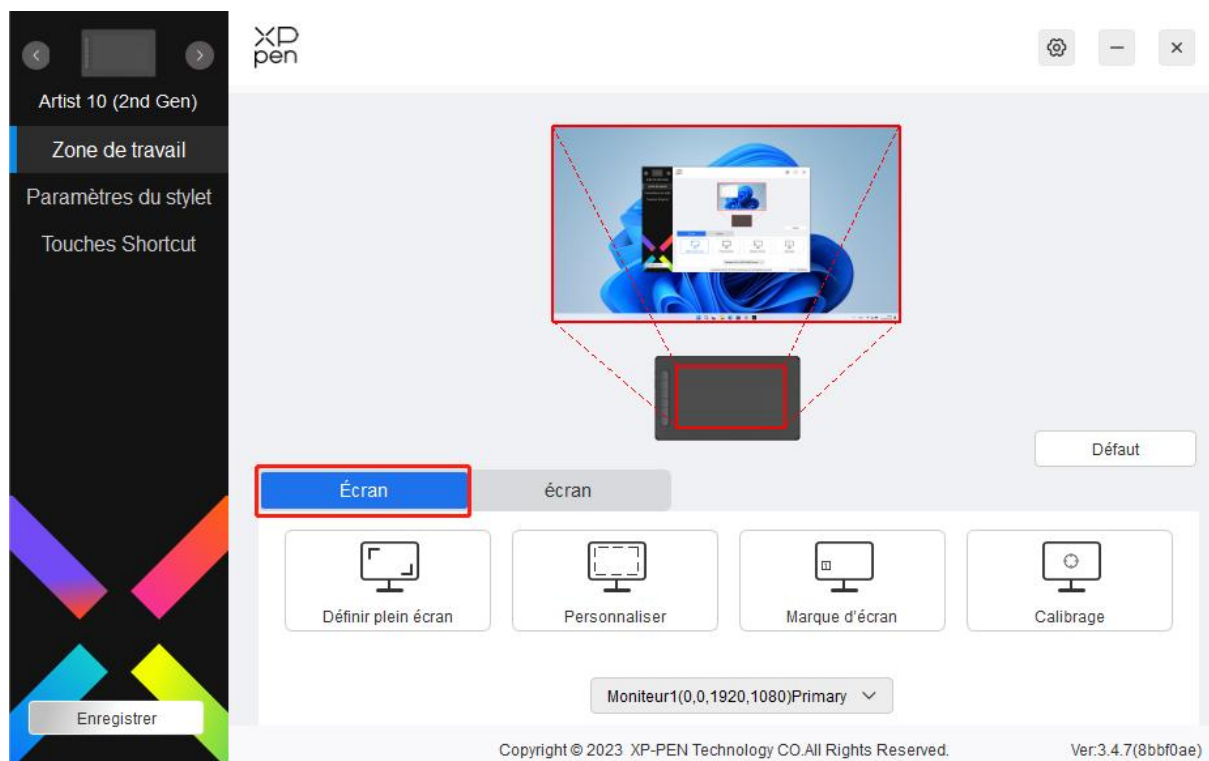 XP
pen
Artist 10 (2nd Gen)
Zone de travail
Paramètres du stylet
Touches Shortcut
Défaut
Écran
écran
Définir plein écran
Personnaliser
Marque d'écran
Calibrage
Moniteur1(0,0,1920,1080)Primary
Enregistrer
Copyright © 2023 XP-PEN Technology CO.All Rights Reserved.
Ver:3.4.7(8bbf0ae)